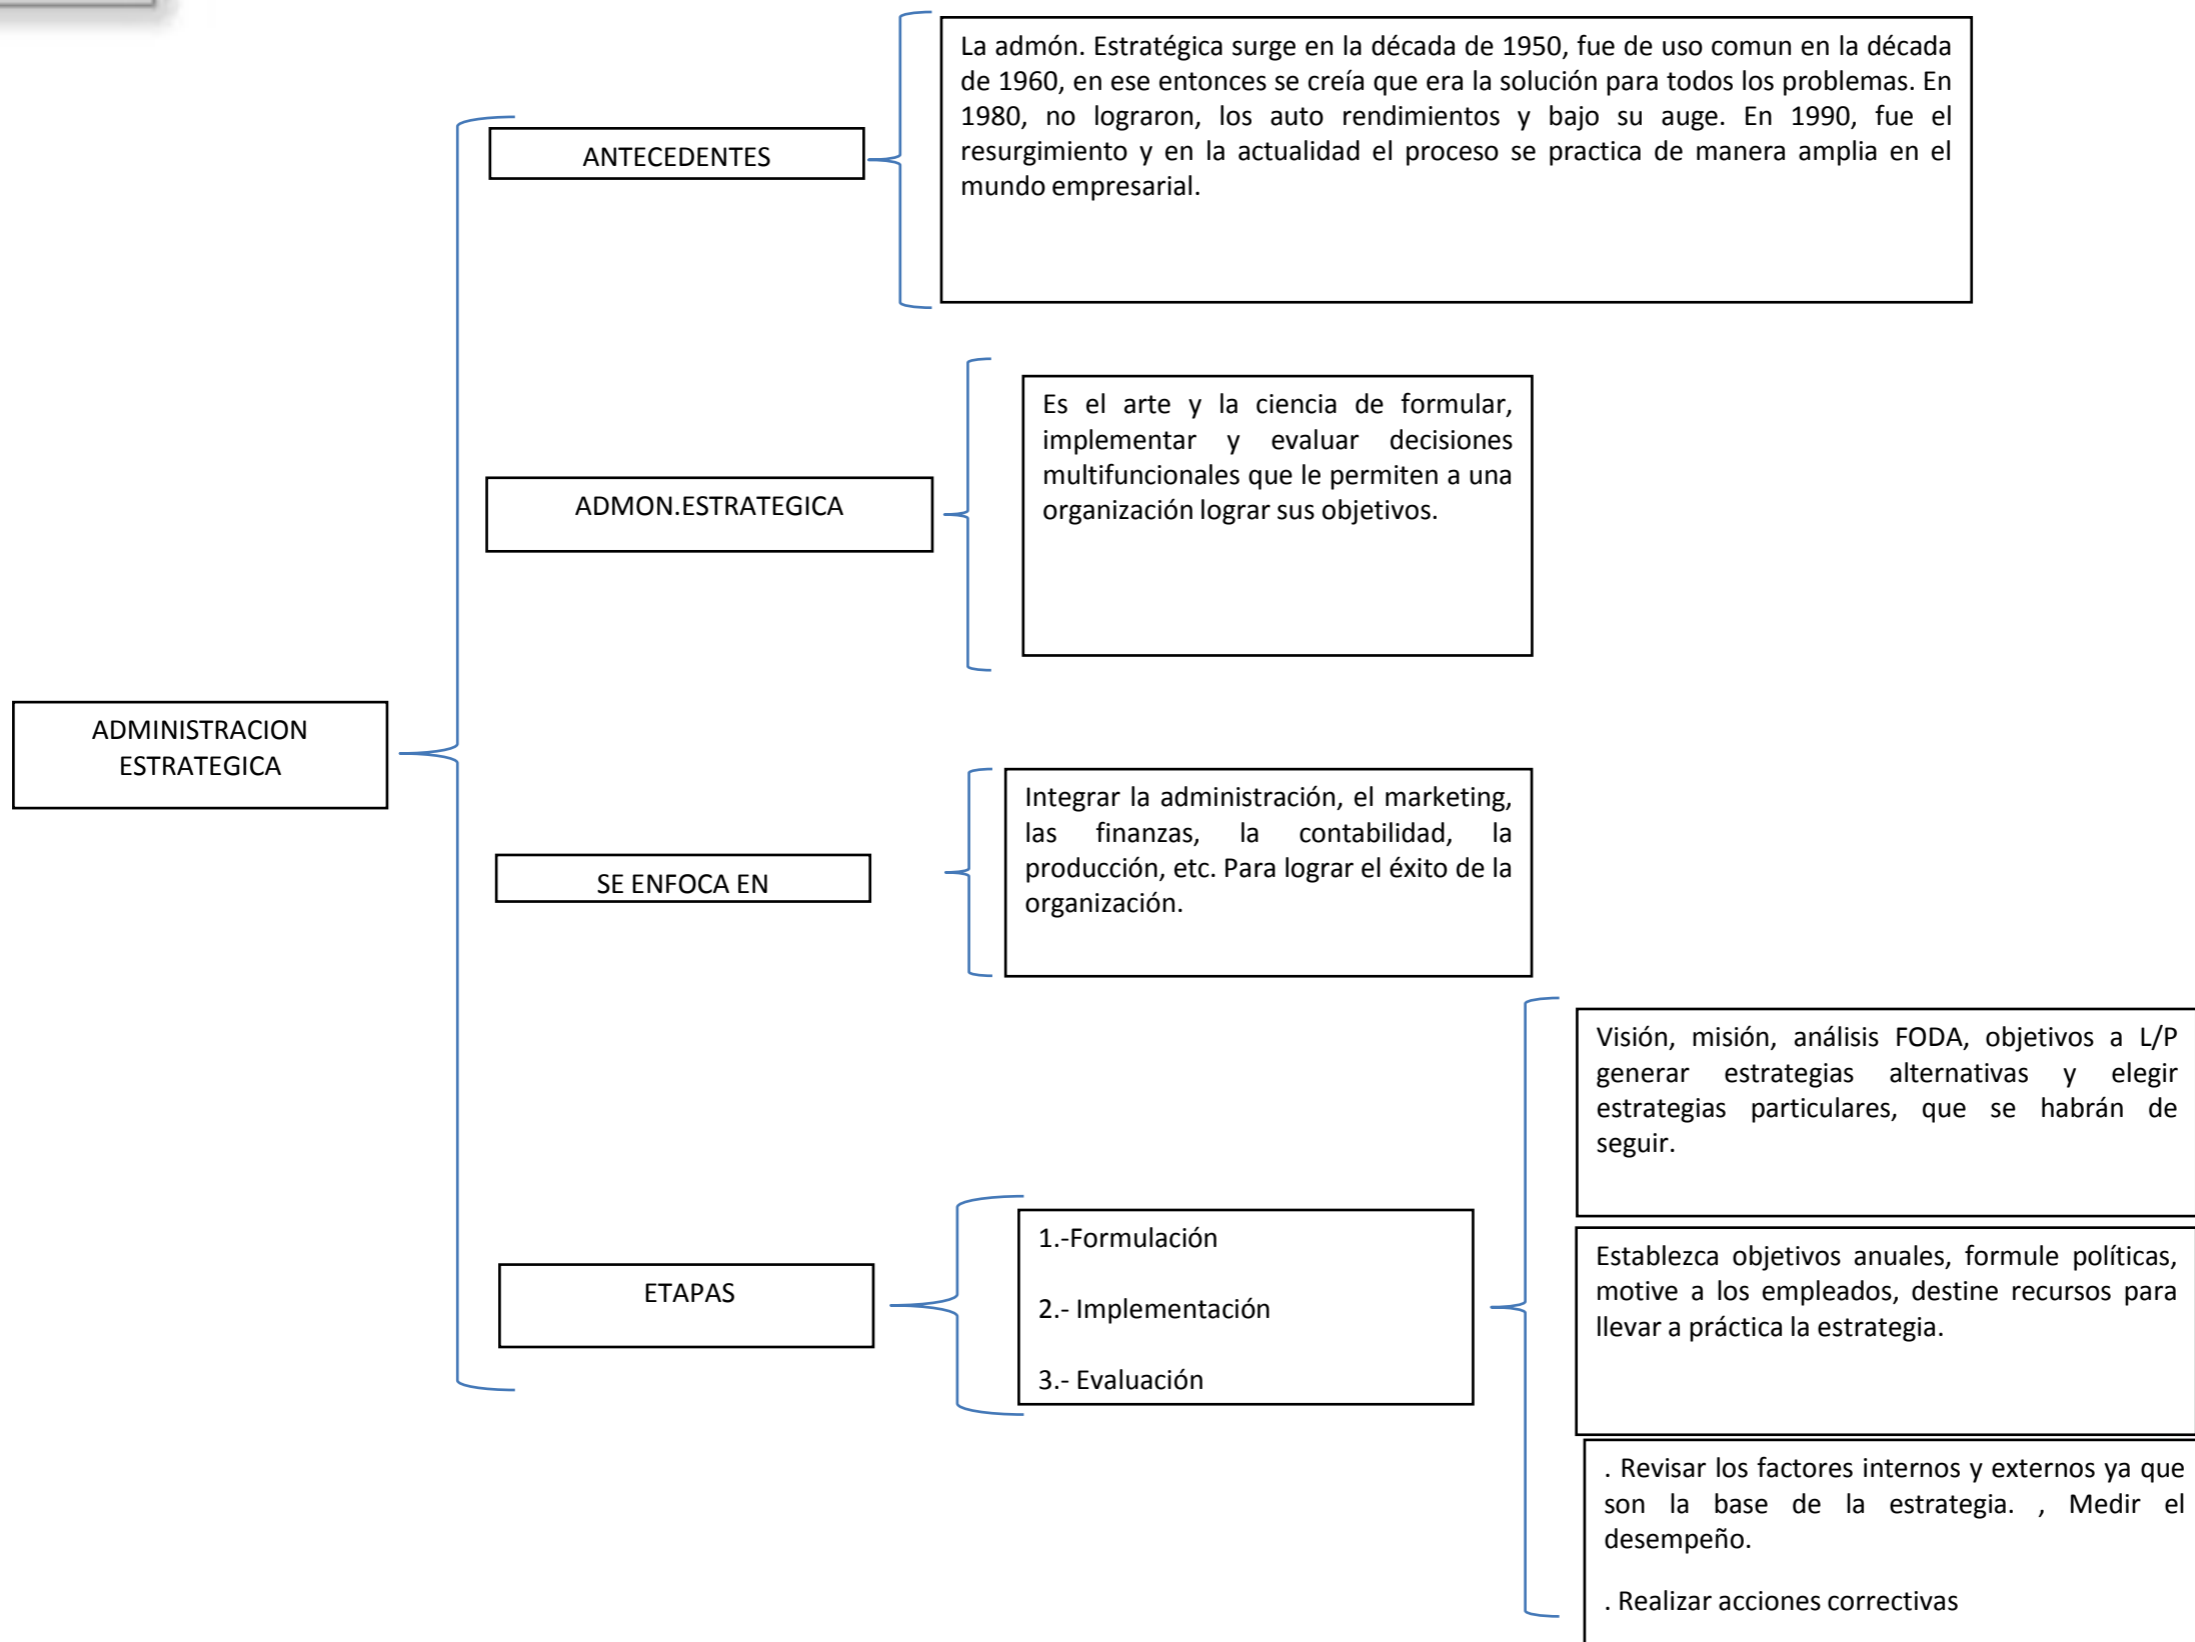 La admón. Estratégica surge en la década de 1950, fue de uso comun en la década
de 1960, en ese entonces se creía que era la solución para todos los problemas. En
1980, no lograron, los auto rendimientos y bajo su auge. En 1990, fue el
resurgimiento y en la actualidad el proceso se practica de manera amplia en el
mundo empresarial.
ANTECEDENTES
Es el arte y la ciencia de formular,
implementar y evaluar decisiones
multifuncionales que le permiten a una
organización lograr sus objetivos.
ADMON.ESTRATEGICA
ADMINISTRACION
ESTRATEGICA
Integrar la administración, el marketing,
las finanzas, la contabilidad, la
producción, etc. Para lograr el éxito de la
organización.
SE ENFOCA EN
Visión, misión, análisis FODA, objetivos a L/P
generar estrategias alternativas y elegir
estrategias particulares, que se habrán de
seguir.
ETAPAS
1.-Formulación
2.- Implementación
3.- Evaluación
Establezca objetivos anuales, formule políticas,
motive a los empleados, destine recursos para
llevar a práctica la estrategia.
. Revisar los factores internos y externos ya que
son la base de la estrategia. , Medir el
desempeño.
. Realizar acciones correctivas